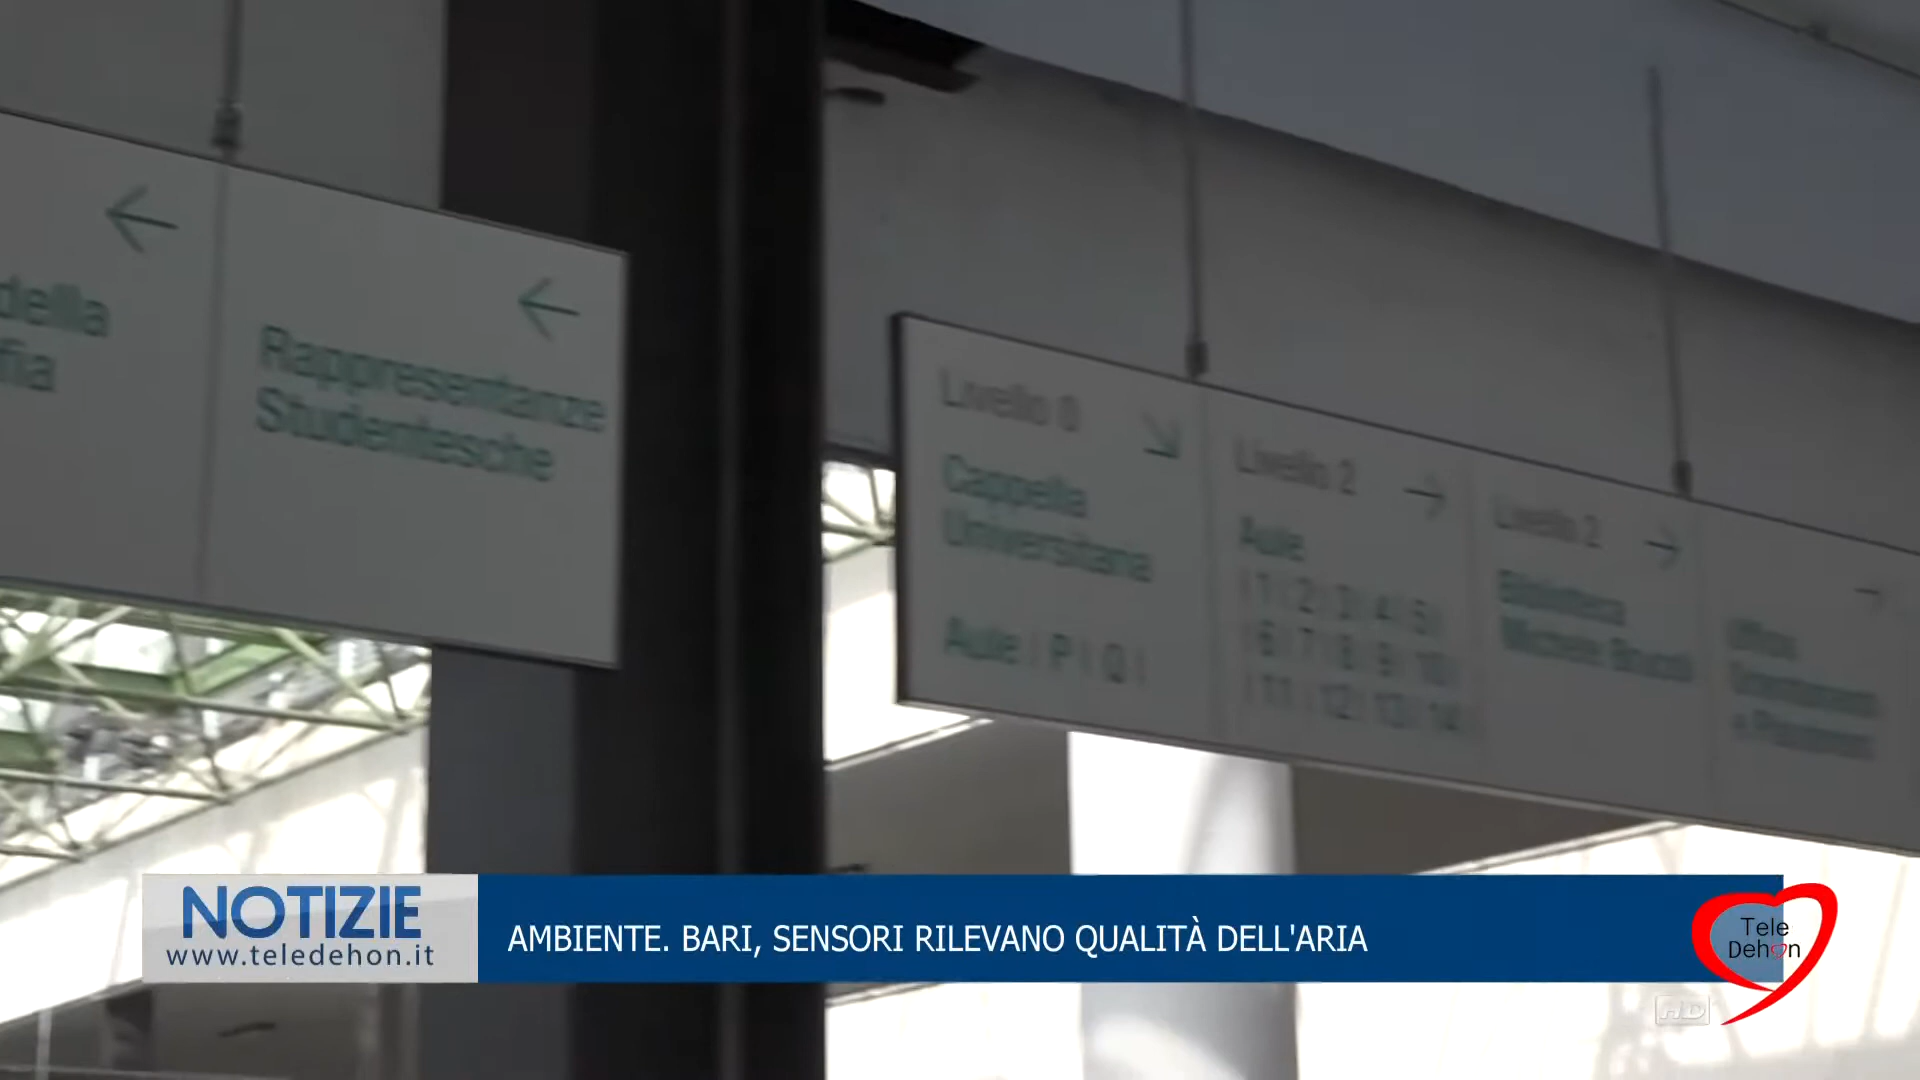 Rappresentanze
Studentesche
Livello 0
Cappella
Universitaria
Aule | P | Q |
Livello 2
Aule
| 1 | 2 | 3 | 4 | 5 |
| 6 | 7 | 8 | 9 | 10 |
| 11 | 12 | 13 | 14 |
Livello 2
Biblioteca
NOTIZIE
www.teledehon.it
AMBIENTE. BARI, SENSORI RILEVANO QUALITÀ DELL'ARIA
Tele
Dehon
HD